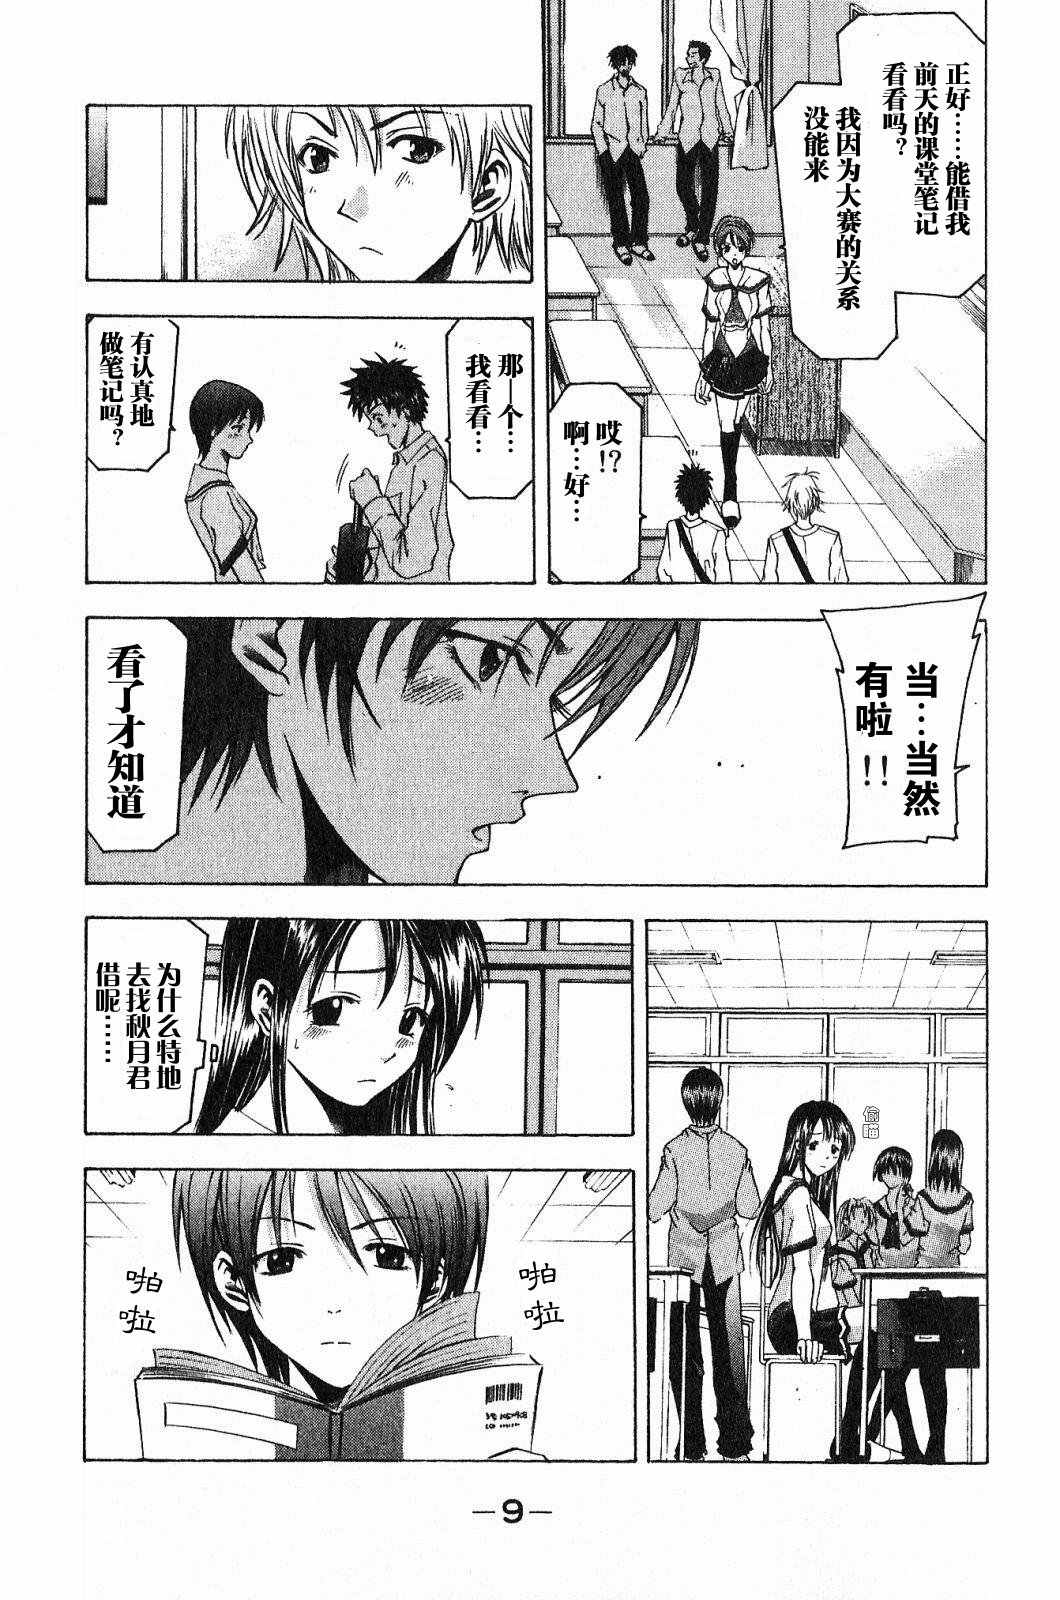 正好……能借我
前天的课堂笔记
看看吗？
我因为大赛的关系
没能来
哎!?
啊…好…
那一个…
我看看…
有认真地
做笔记吗？
当…当然
有啦!!
看了才知道
偷瞄
为什么特地
去找秋月君
借呢……
啪啦
啪啦
—9—